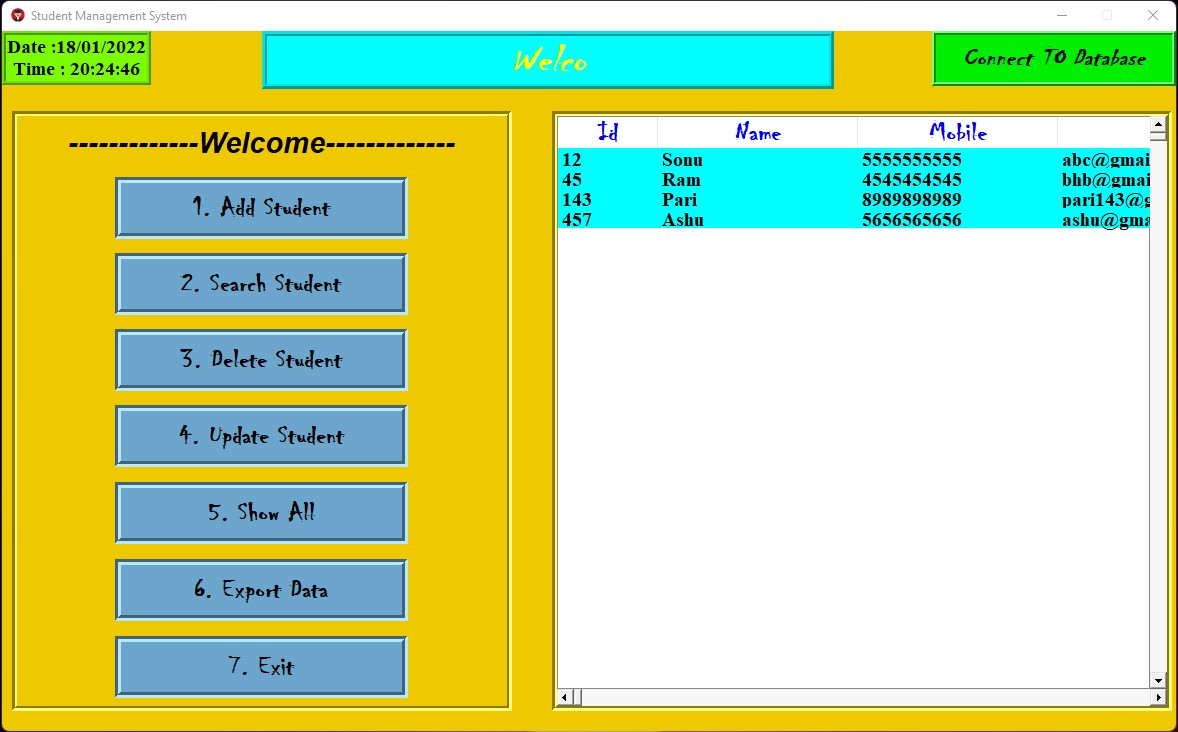 Student Management System
Date :18/01/2022
Time : 20:24:46
Welco
Connect TO Database
-------------Welcome-------------
1. Add Student
2. Search Student
3. Delete Student
4. Update Student
5. Show All
6. Export Data
7. Exit
Id Name Mobile
12 Sonu 5555555555 abc@gmai
45 Ram 4545454545 bhb@gmai
143 Pari 8989898989 pari143@g
457 Ashu 5656565656 ashu@gma